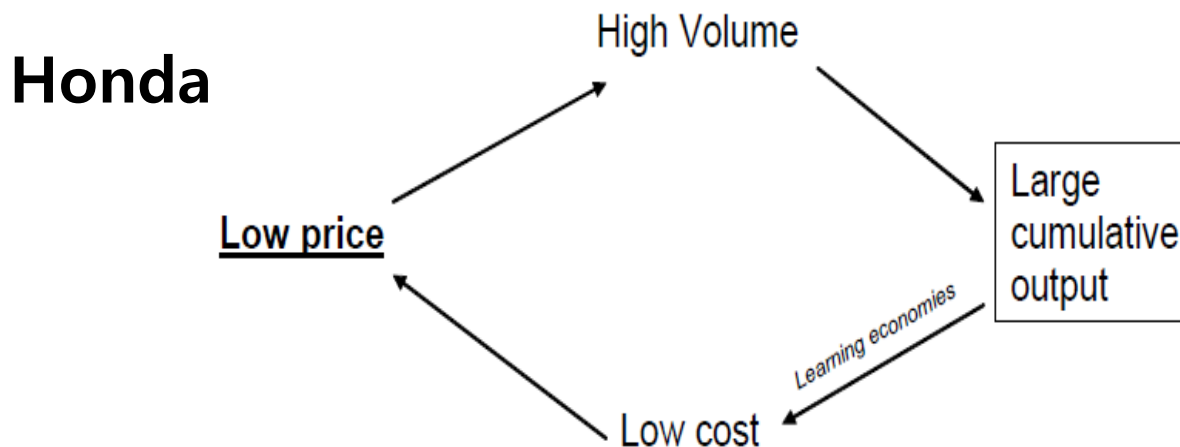 High Volume
Honda
Large
cumulative
output
Low price
Learning economies
Low cost